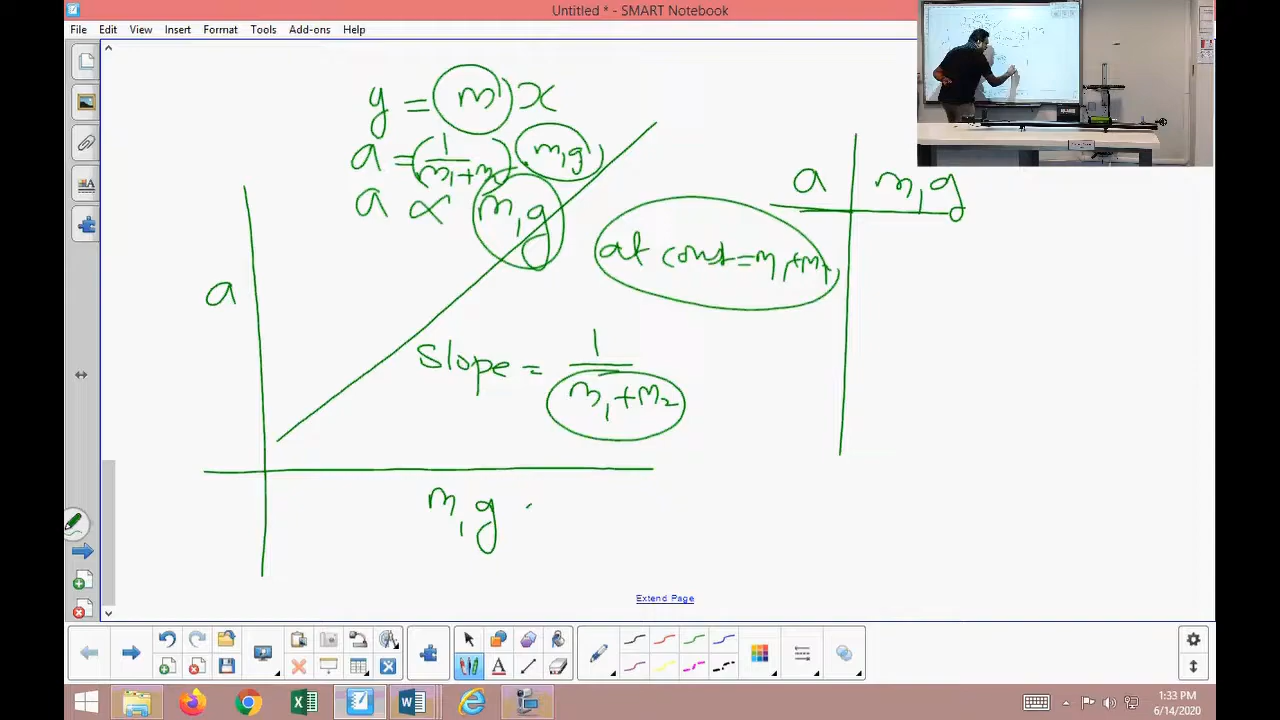 Untitled * - SMART Notebook
File Edit View Insert Format Tools Add-ons Help
y = (m) x
a = (1/(m₁+m₂)) (m₁g)
a ∝ m₁g
at const = m₁+m₂
a | m₁g
a
Slope = 1/(m₁+m₂)
m₁g
Extend Page
1:33 PM
6/14/2020